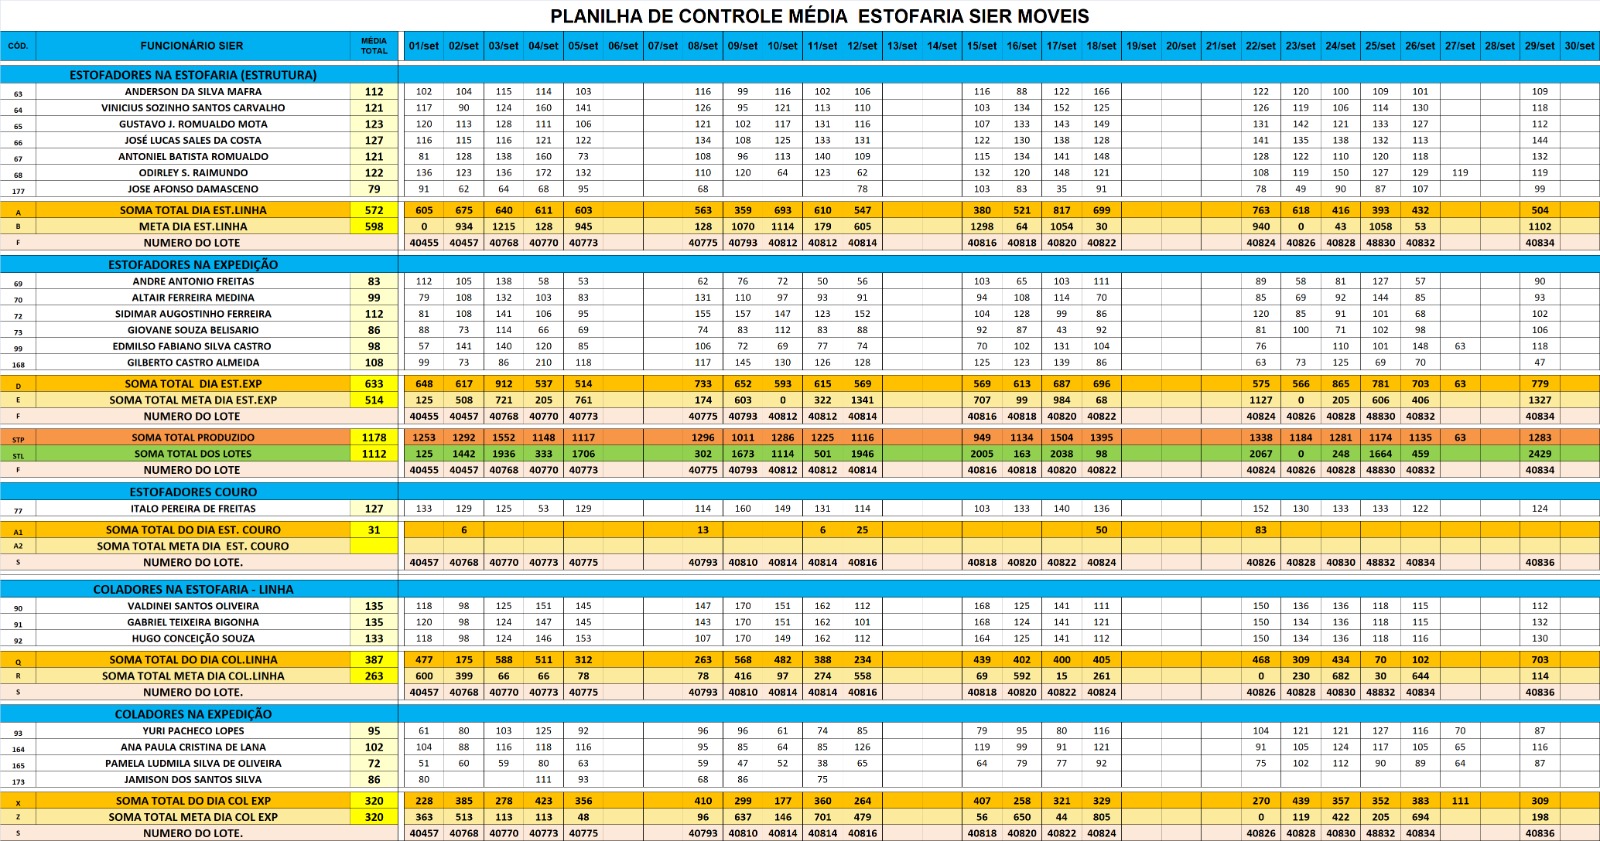 PLANILHA DE CONTROLE MÉDIA ESTOFARIA SIER MOVEIS
CÓD. FUNCIONÁRIO SIER MÉDIA TOTAL 01/set 02/set 03/set 04/set 05/set 06/set 07/set 08/set 09/set 10/set 11/set 12/set 13/set 14/set 15/set 16/set 17/set 18/set 19/set 20/set 21/set 22/set 23/set 24/set 25/set 26/set 27/set 28/set 29/set 30/set
ESTOFADORES NA ESTOFARIA (ESTRUTURA)
63 ANDERSON DA SILVA MAFRA 112 102 104 115 114 103 116 99 116 102 106 116 88 122 166 122 120 100 109 101 109
64 VINICIUS SOZINHO SANTOS CARVALHO 121 117 90 124 160 141 126 95 121 113 110 103 134 152 125 126 119 106 114 130 118
65 GUSTAVO J. ROMUALDO MOTA 123 120 113 128 111 106 121 102 117 131 116 107 133 143 149 131 142 121 133 127 112
66 JOSÉ LUCAS SALES DA COSTA 127 116 115 116 121 122 134 108 125 133 131 122 130 138 128 141 135 138 132 113 144
67 ANTONIEL BATISTA ROMUALDO 121 81 128 138 160 73 108 96 113 140 109 115 134 141 148 128 122 110 120 118 132
68 ODIRLEY S. RAIMUNDO 122 136 123 136 172 132 110 120 64 123 62 132 120 148 121 108 119 150 127 129 119 119
177 JOSE AFONSO DAMASCENO 79 91 62 64 68 95 68 78 103 83 35 91 78 49 90 87 107 99
A SOMA TOTAL DIA EST.LINHA 572 605 675 640 611 603 563 359 693 610 547 380 521 817 699 763 618 416 393 432 504
B META DIA EST.LINHA 598 0 934 1215 128 945 128 1070 1114 179 605 1298 64 1054 30 940 0 43 1058 53 1102
F NUMERO DO LOTE 40455 40457 40768 40770 40773 40775 40793 40812 40812 40814 40816 40818 40820 40822 40824 40826 40828 48830 40832 40834
ESTOFADORES NA EXPEDIÇÃO
69 ANDRE ANTONIO FREITAS 83 112 105 138 58 53 62 76 72 50 56 103 65 103 111 89 58 81 127 57 90
70 ALTAIR FERREIRA MEDINA 99 79 108 132 103 83 131 110 97 93 91 94 108 114 70 85 69 92 144 85 93
72 SIDIMAR AUGOSTINHO FERREIRA 112 81 108 141 106 95 155 157 147 123 152 104 128 99 86 120 85 91 101 68 102
73 GIOVANE SOUZA BELISARIO 86 88 73 114 66 69 74 83 112 83 88 92 87 43 92 81 100 71 102 98 106
99 EDMILSO FABIANO SILVA CASTRO 98 57 141 140 120 85 106 72 69 77 74 70 102 131 104 76 110 101 148 63 118
168 GILBERTO CASTRO ALMEIDA 108 99 73 86 210 118 117 145 130 126 128 125 123 139 86 63 73 125 69 70 47
D SOMA TOTAL DIA EST.EXP 633 648 617 912 537 514 733 652 593 615 569 569 613 687 696 575 566 865 781 703 63 779
E SOMA TOTAL META DIA EST.EXP 514 125 508 721 205 761 174 603 0 322 1341 707 99 984 68 1127 0 205 606 406 1327
F NUMERO DO LOTE 40455 40457 40768 40770 40773 40775 40793 40812 40812 40814 40816 40818 40820 40822 40824 40826 40828 48830 40832 40834
STP SOMA TOTAL PRODUZIDO 1178 1253 1292 1552 1148 1117 1296 1011 1286 1225 1116 949 1134 1504 1395 1338 1184 1281 1174 1135 63 1283
STL SOMA TOTAL DOS LOTES 1112 125 1442 1936 333 1706 302 1673 1114 501 1946 2005 163 2038 98 2067 0 248 1664 459 2429
F NUMERO DO LOTE 40455 40457 40768 40770 40773 40775 40793 40812 40812 40814 40816 40818 40820 40822 40824 40826 40828 48830 40832 40834
ESTOFADORES COURO
77 ITALO PEREIRA DE FREITAS 127 133 129 125 53 129 114 160 149 131 114 103 133 140 136 152 130 133 133 122 124
A1 SOMA TOTAL DO DIA EST. COURO 31 6 13 6 25 50 83
A2 SOMA TOTAL META DIA EST. COURO
S NUMERO DO LOTE. 40457 40768 40770 40773 40775 40793 40810 40814 40814 40816 40818 40820 40822 40824 40826 40828 40830 48832 40834 40836
COLADORES NA ESTOFARIA - LINHA
90 VALDINEI SANTOS OLIVEIRA 135 118 98 125 151 145 147 170 151 162 112 168 125 141 111 150 136 136 118 115 112
91 GABRIEL TEIXEIRA BIGONHA 135 120 98 124 147 145 143 170 151 162 101 168 124 141 121 150 134 136 118 115 132
92 HUGO CONCEIÇÃO SOUZA 133 118 98 124 146 153 107 170 149 162 112 164 125 141 112 150 134 136 118 116 130
Q SOMA TOTAL DO DIA COL.LINHA 387 477 175 588 511 312 263 568 482 388 234 439 402 400 405 468 309 434 70 102 703
R SOMA TOTAL META DIA COL.LINHA 263 600 399 66 66 78 78 416 97 274 558 69 592 15 261 0 230 682 30 644 114
S NUMERO DO LOTE. 40457 40768 40770 40773 40775 40793 40810 40814 40814 40816 40818 40820 40822 40824 40826 40828 40830 48832 40834 40836
COLADORES NA EXPEDIÇÃO
93 YURI PACHECO LOPES 95 61 80 103 125 92 96 96 61 74 85 79 95 80 116 104 121 121 127 116 70 87
164 ANA PAULA CRISTINA DE LANA 102 104 88 116 118 116 95 85 64 85 126 119 99 91 121 91 105 124 117 105 65 116
165 PAMELA LUDMILA SILVA DE OLIVEIRA 72 51 60 59 80 63 59 47 52 38 65 64 79 77 92 75 102 112 90 89 64 87
173 JAMISON DOS SANTOS SILVA 86 80 111 93 68 86 75
X SOMA TOTAL DO DIA COL EXP 320 228 385 278 423 356 410 299 177 360 264 407 258 321 329 270 439 357 352 383 111 309
Z SOMA TOTAL META DIA COL EXP 320 363 513 113 113 48 96 637 146 701 479 56 650 44 805 0 119 422 205 694 198
S NUMERO DO LOTE. 40457 40768 40770 40773 40775 40793 40810 40814 40814 40816 40818 40820 40822 40824 40826 40828 40830 48832 40834 40836